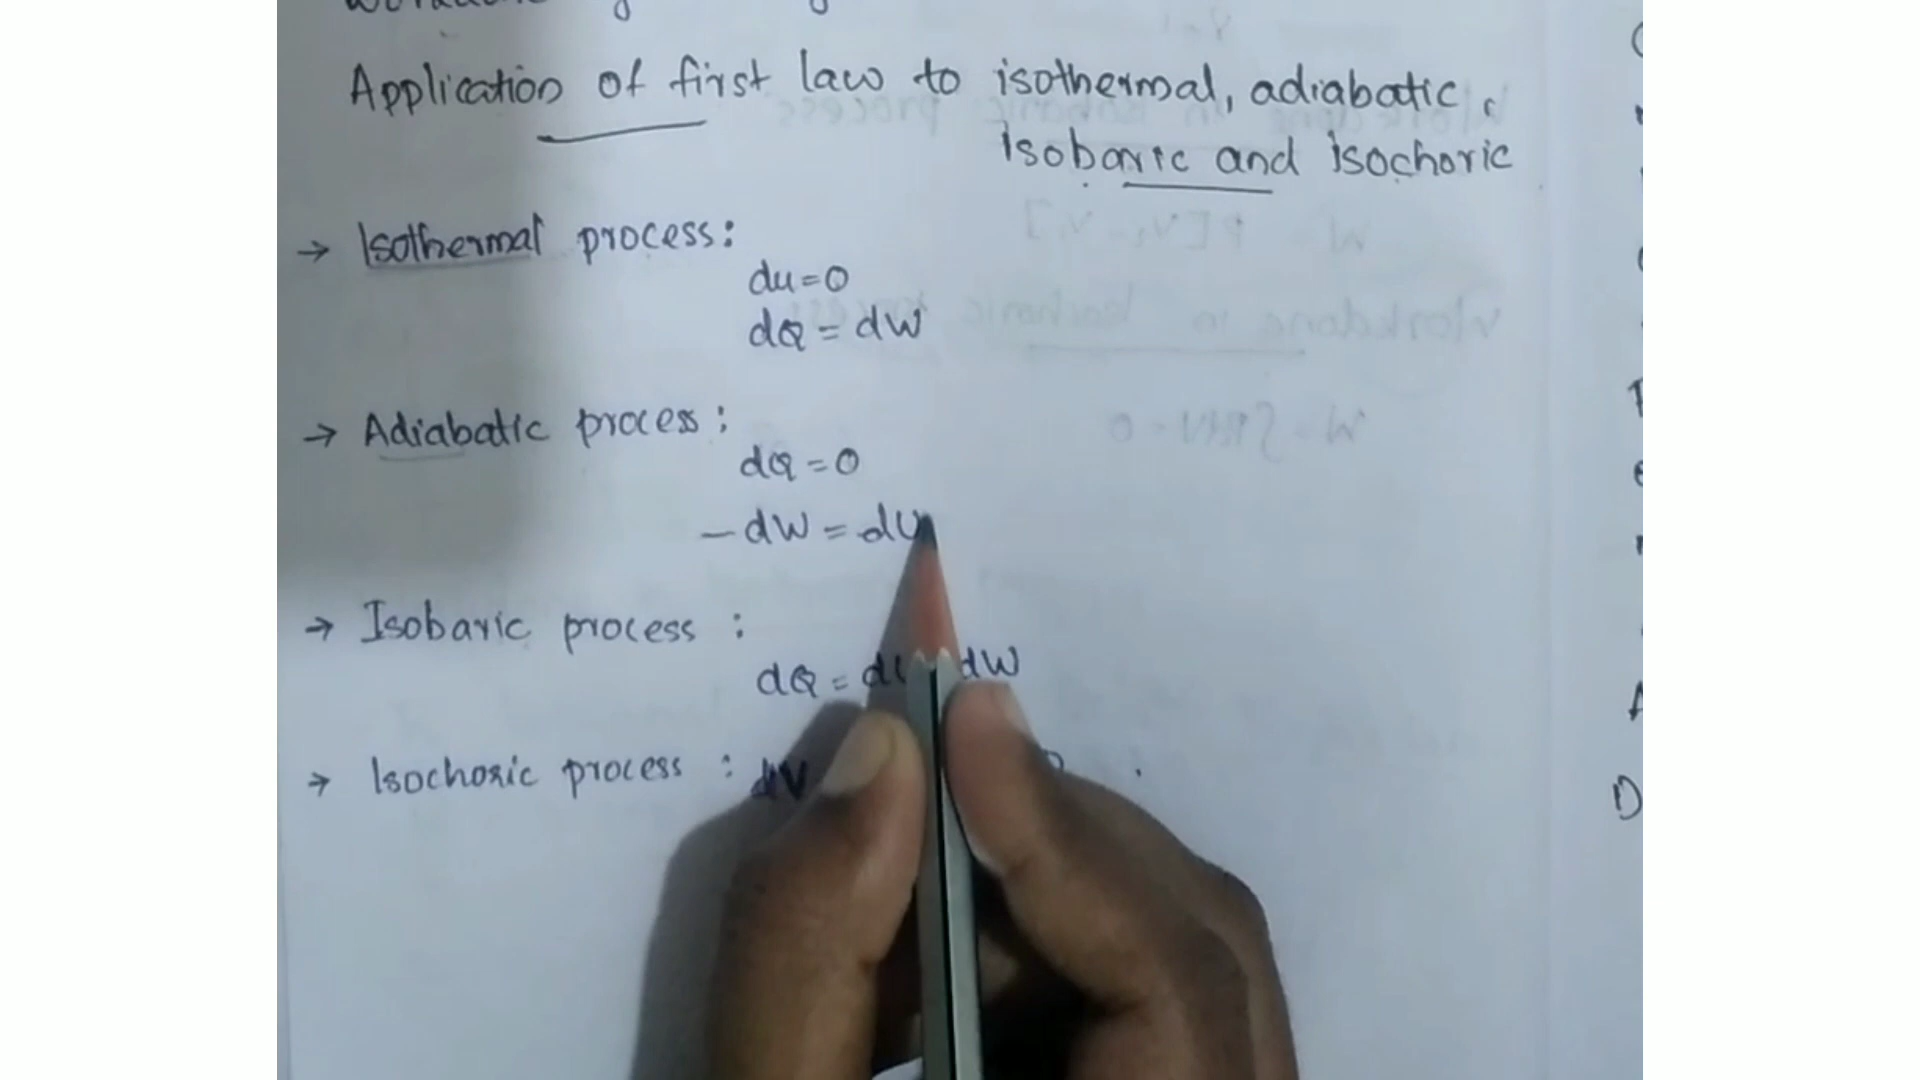 Application of first law to isothermal, adiabatic,
Isobaric and isochoric
→ Isothermal process:
du=0
dQ = dW
→ Adiabatic process:
dQ = 0
- dW = dU
→ Isobaric process :
dQ = dU dW
→ Isochoric process : dV